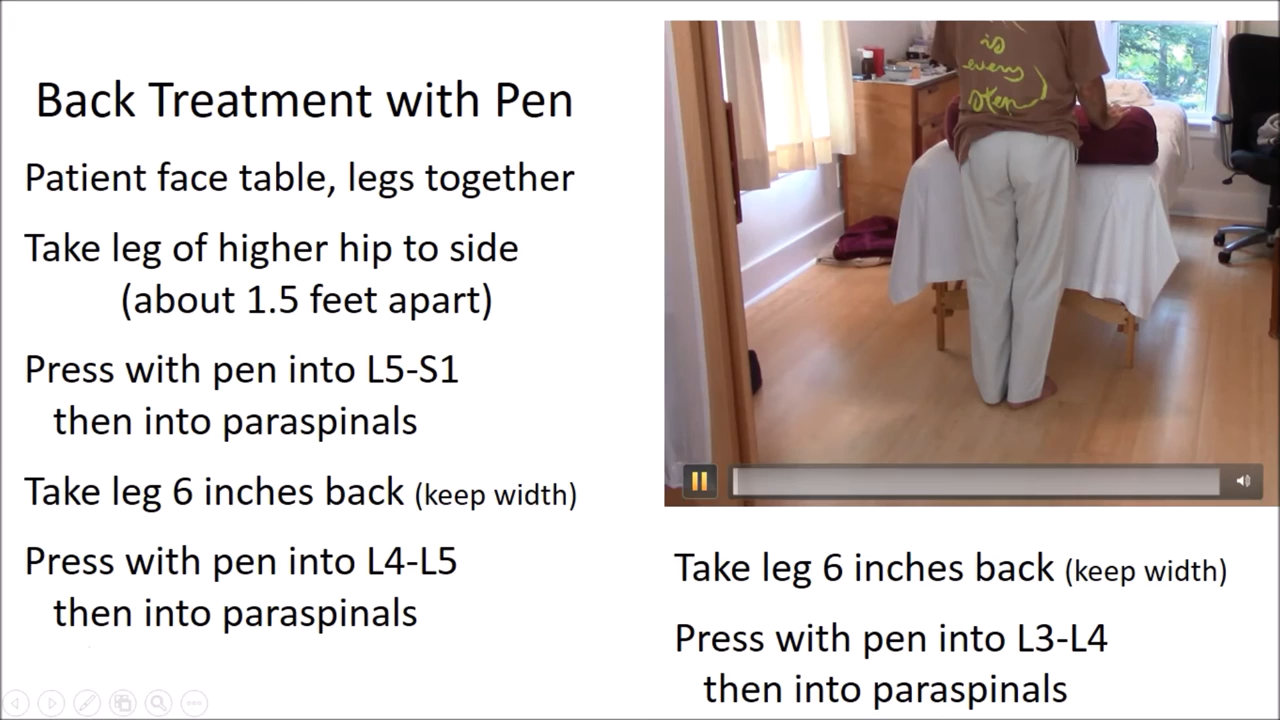 Back Treatment with Pen
Patient face table, legs together
Take leg of higher hip to side
(about 1.5 feet apart)
Press with pen into L5-S1
then into paraspinals
Take leg 6 inches back (keep width)
Press with pen into L4-L5
then into paraspinals
is
every
step
Take leg 6 inches back (keep width)
Press with pen into L3-L4
then into paraspinals